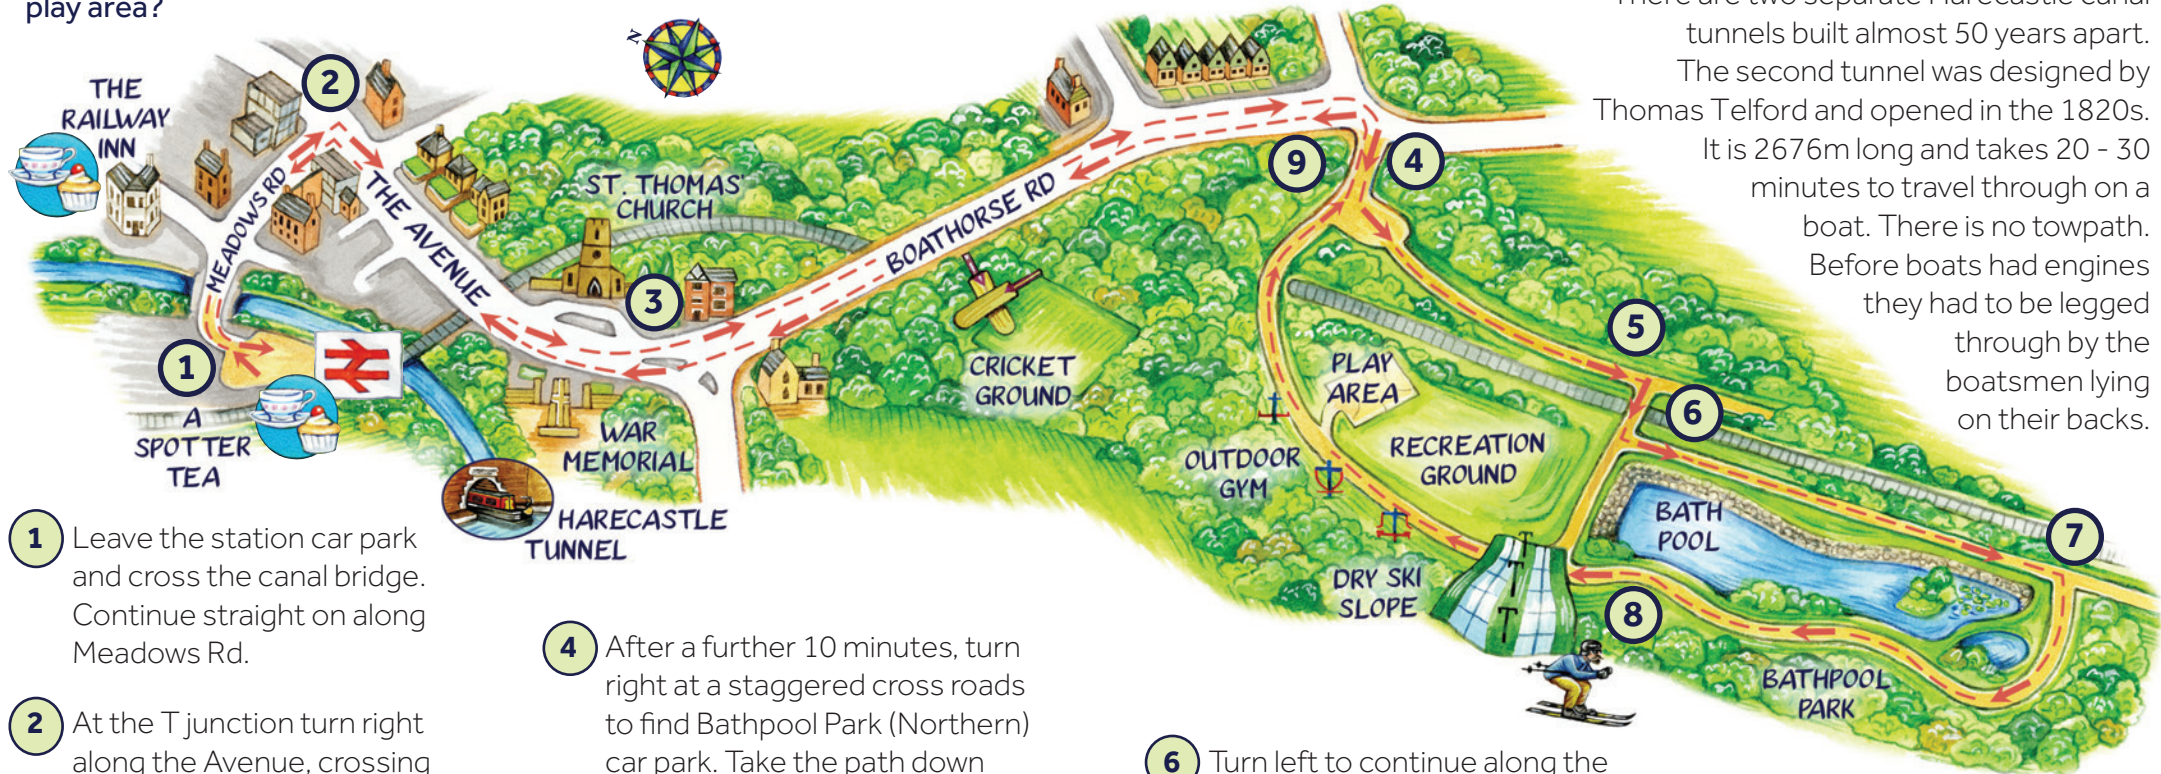 play area?
There are two separate Harecastle canal
tunnels built almost 50 years apart.
The second tunnel was designed by
Thomas Telford and opened in the 1820s.
It is 2676m long and takes 20 - 30
minutes to travel through on a
boat. There is no towpath.
Before boats had engines
they had to be legged
through by the
boatsmen lying
on their backs.
N
THE
RAILWAY
INN
2
MEADOWS RD
THE AVENUE
ST. THOMAS'
CHURCH
3
BOATHORSE RD
9
4
5
6
7
8
1
A
SPOTTER
TEA
WAR
MEMORIAL
HARECASTLE
TUNNEL
CRICKET
GROUND
PLAY
AREA
OUTDOOR
GYM
RECREATION
GROUND
BATH
POOL
DRY SKI
SLOPE
BATHPOOL
PARK
1 Leave the station car park
and cross the canal bridge.
Continue straight on along
Meadows Rd.
2 At the T junction turn right
along the Avenue, crossing
4 After a further 10 minutes, turn
right at a staggered cross roads
to find Bathpool Park (Northern)
car park. Take the path down
6 Turn left to continue along the